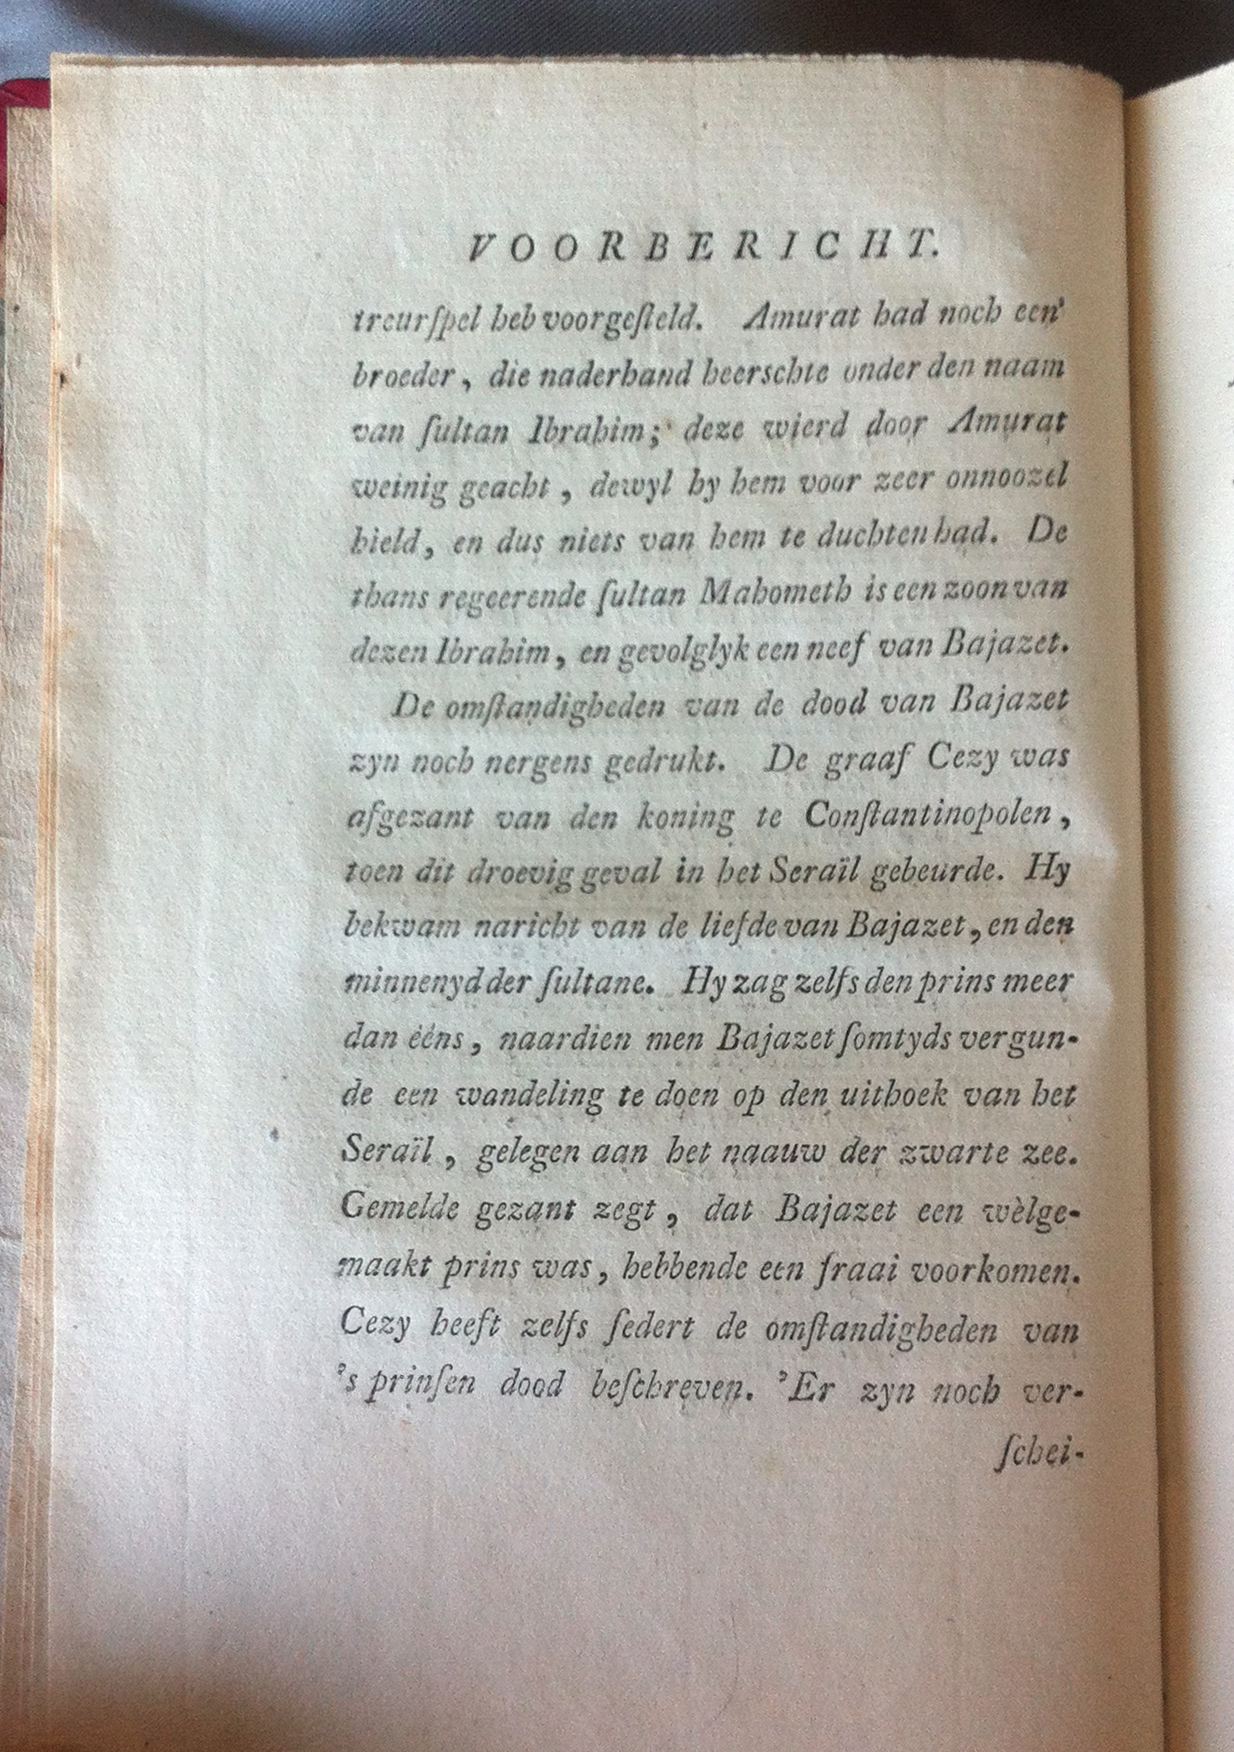 VOORBERICHT.
treurſpel heb voorgeſteld. Amurat had noch een'
broeder, die naderhand heerschte onder den naam
van ſultan Ibrahim; deze wierd door Amurat
weinig geacht, dewyl hy hem voor zeer onnoozel
hield, en dus niets van hem te duchten had. De
thans regeerende ſultan Mahometh is een zoon van
dezen Ibrahim, en gevolglyk een neef van Bajazet.
De omſtandigheden van de dood van Bajazet
zyn noch nergens gedrukt. De graaf Cezy was
afgezant van den koning te Conſtantinopolen,
toen dit droevig geval in het Seraïl gebeurde. Hy
bekwam naricht van de liefde van Bajazet, en den
minnenyd der ſultane. Hy zag zelfs den prins meer
dan ééns, naardien men Bajazet ſomtyds vergun-
de een wandeling te doen op den uithoek van het
Seraïl, gelegen aan het naauw der zwarte zee.
Gemelde gezant zegt, dat Bajazet een wèlge-
maakt prins was, hebbende een fraai voorkomen.
Cezy heeft zelfs ſedert de omſtandigheden van
's prinſen dood beſchreven. 'Er zyn noch ver-
ſchei-